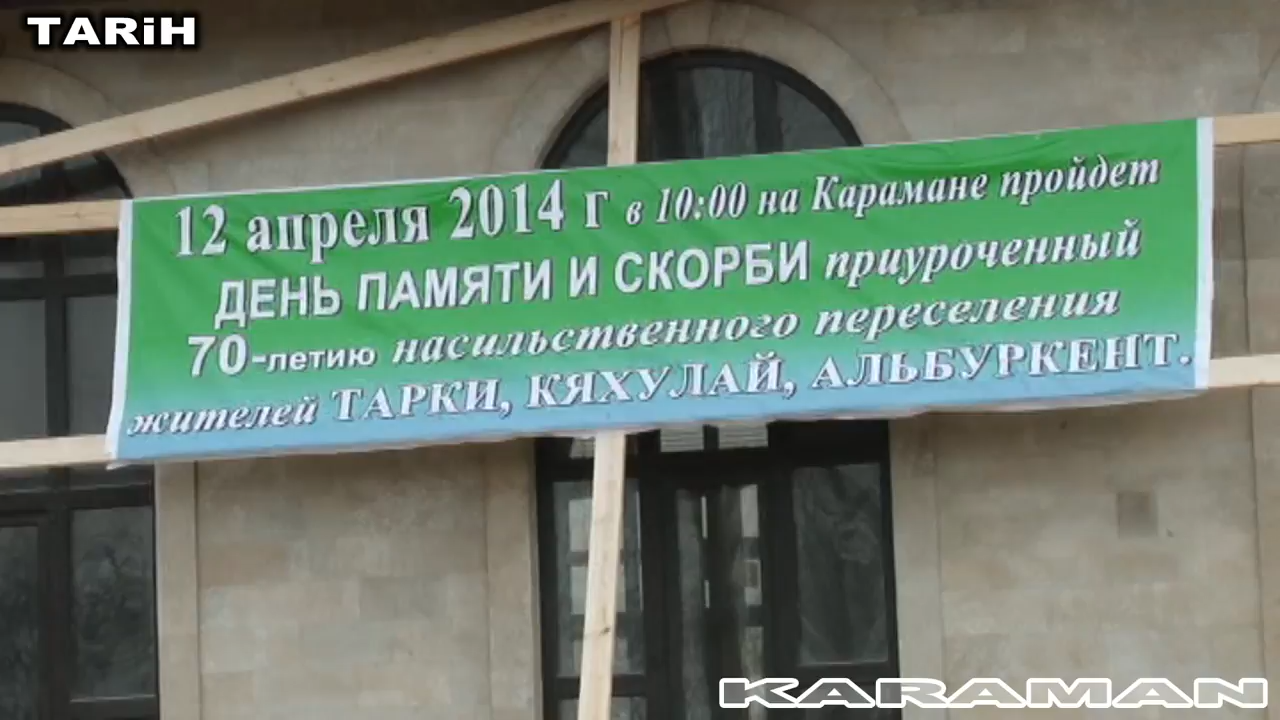 TARiH
12 апреля 2014 г в 10:00 на Карамане пройдет
ДЕНЬ ПАМЯТИ И СКОРБИ приуроченный
70-летию насильственного переселения
жителей ТАРКИ, КЯХУЛАЙ, АЛЬБУРКЕНТ.
KARAMAN